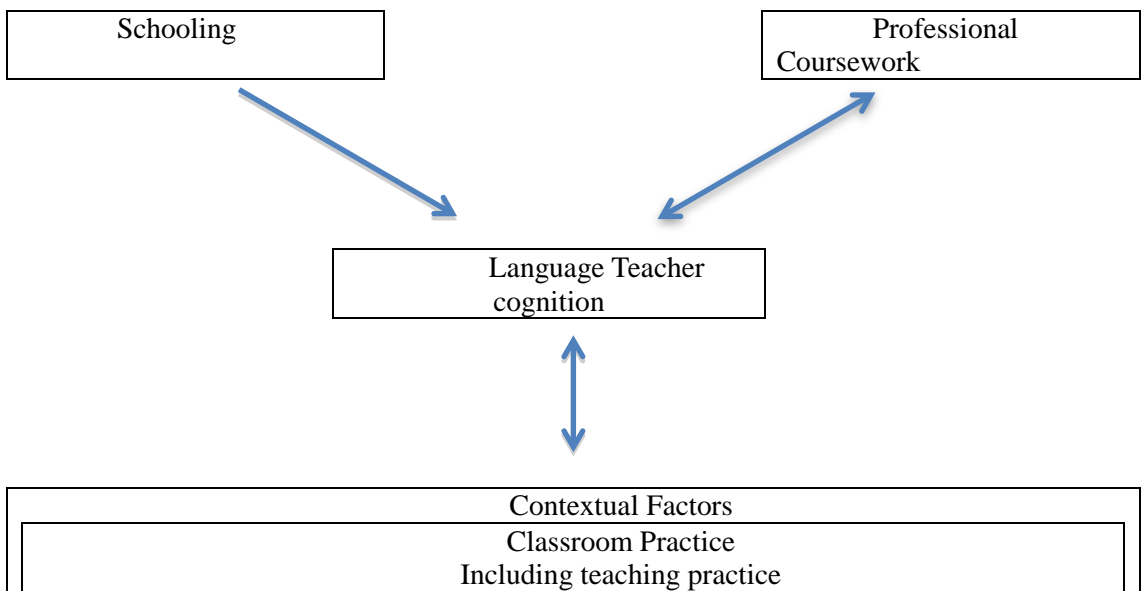 Schooling
Professional
Coursework
Language Teacher
cognition
Contextual Factors
Classroom Practice
Including teaching practice